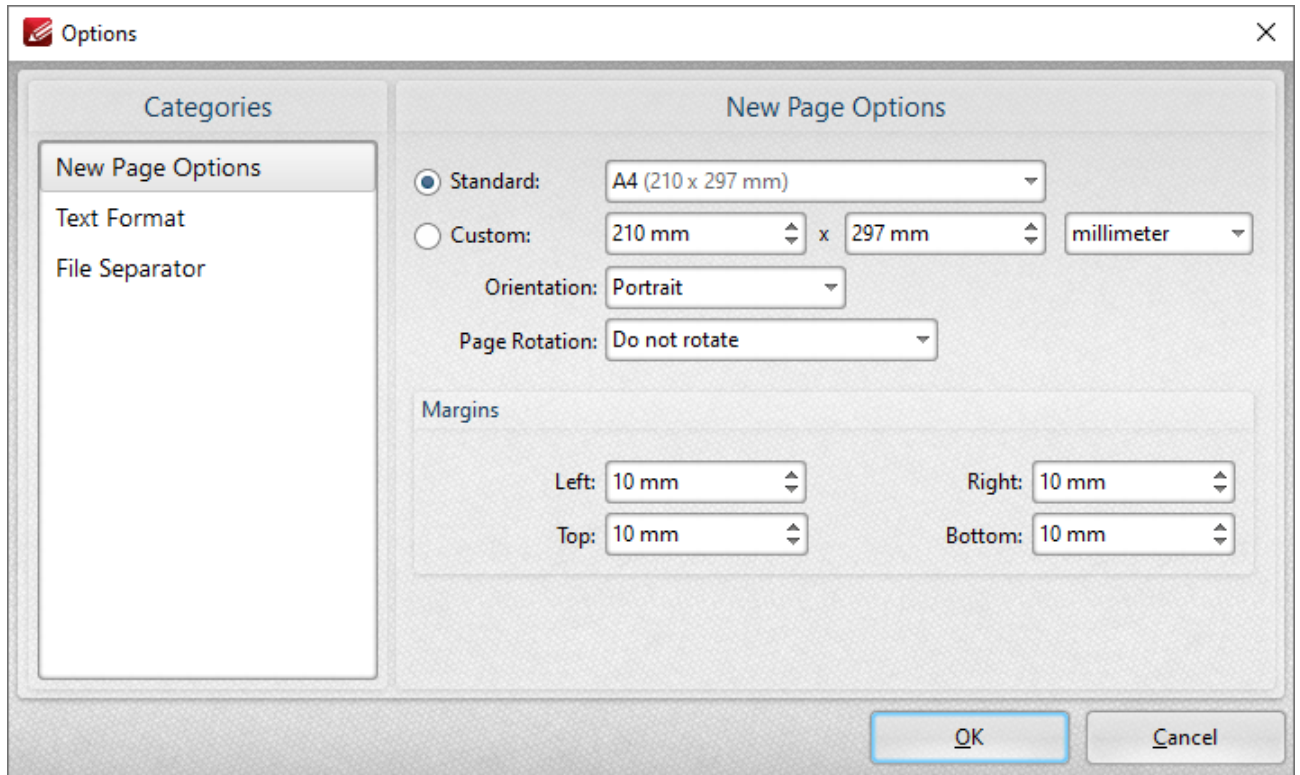 Options
Categories
New Page Options
Text Format
File Separator
New Page Options
Standard: A4 (210 x 297 mm)
Custom: 210 mm x 297 mm millimeter
Orientation: Portrait
Page Rotation: Do not rotate
Margins
Left: 10 mm Right: 10 mm
Top: 10 mm Bottom: 10 mm
OK Cancel